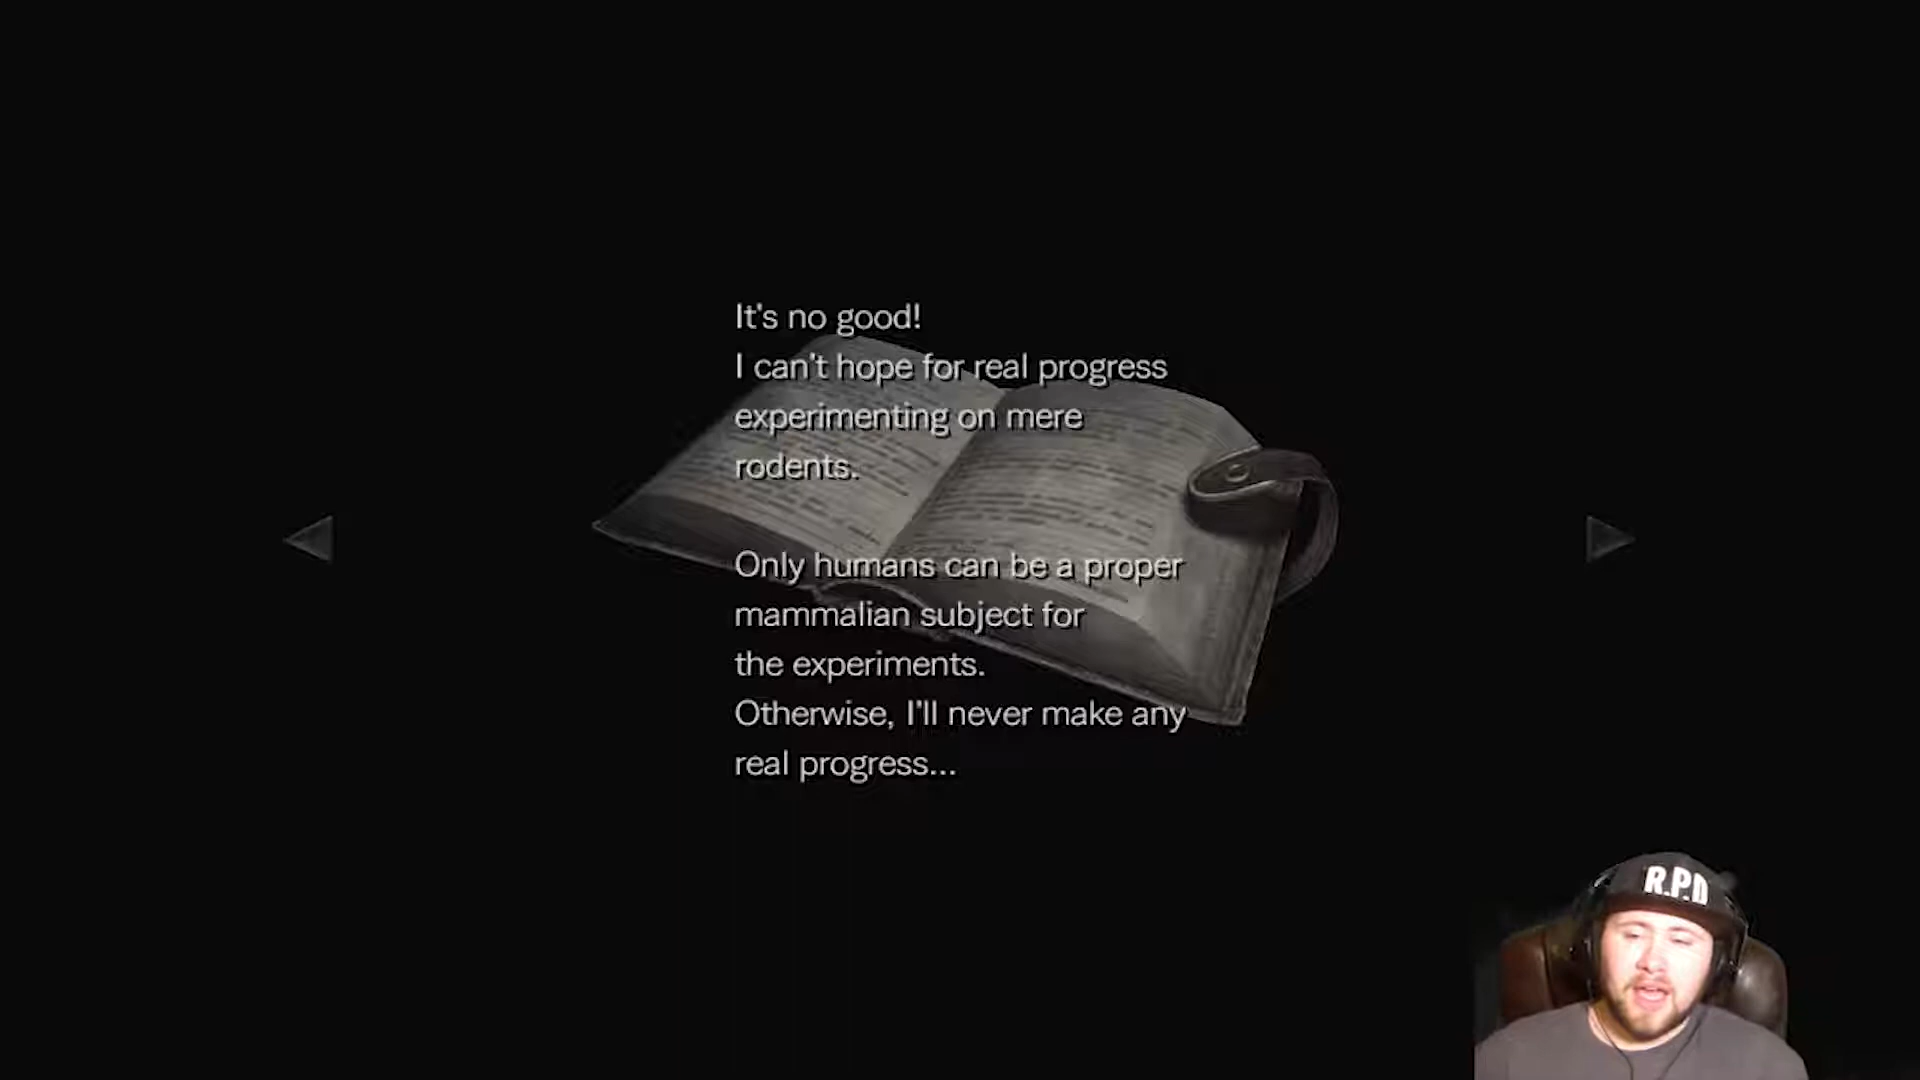 It's no good!
I can't hope for real progress
experimenting on mere
rodents.
Only humans can be a proper
mammalian subject for
the experiments.
Otherwise, I'll never make any
real progress...
R.P.D